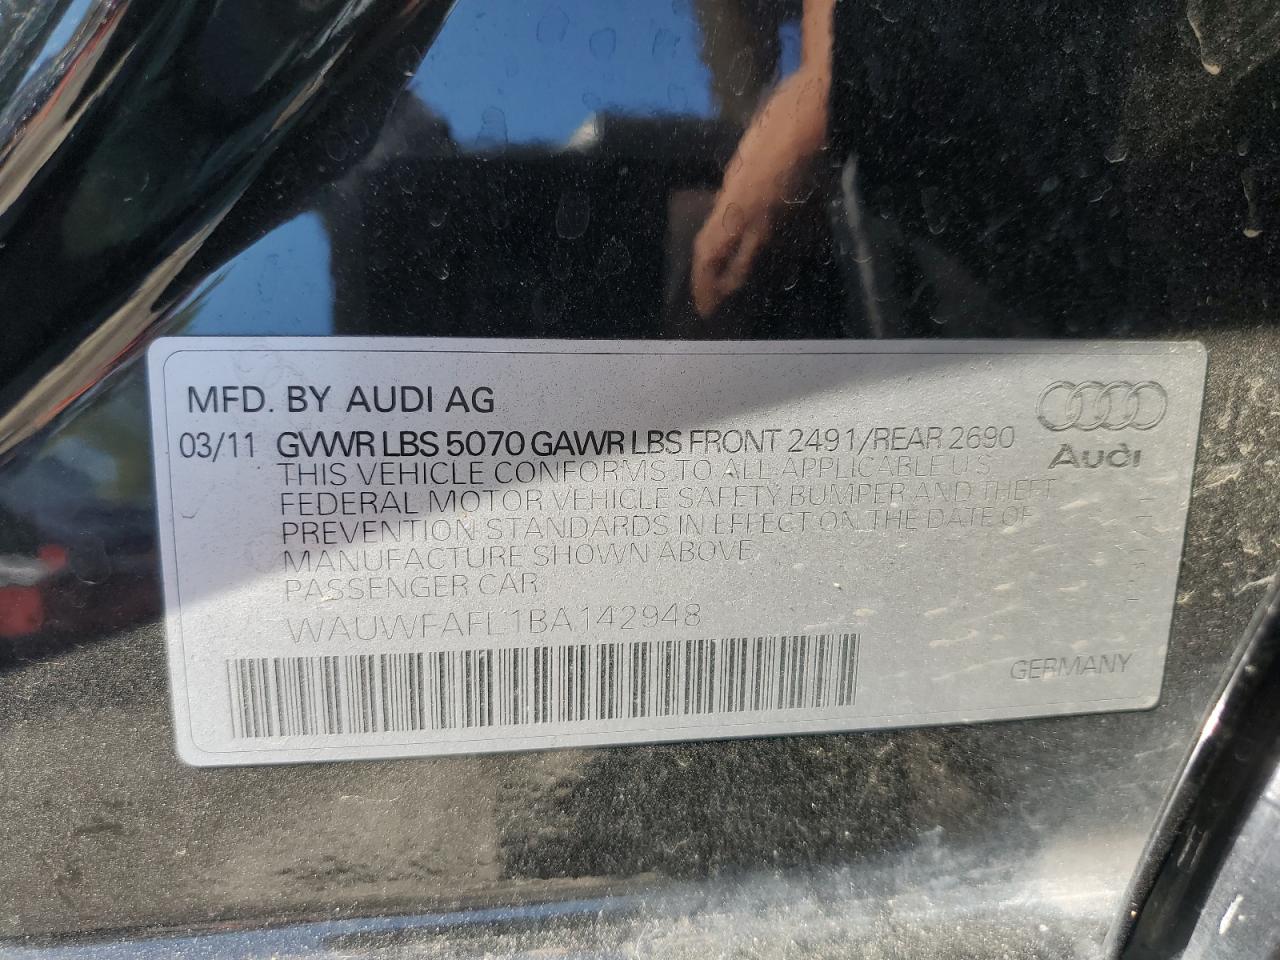 MFD. BY AUDI AG
03/11 GVWR LBS 5070 GAWR LBS FRONT 2491/REAR 2690
Audi
THIS VEHICLE CONFORMS TO ALL APPLICABLE U.S.
FEDERAL MOTOR VEHICLE SAFETY BUMPER AND THEFT
PREVENTION STANDARDS IN EFFECT ON THE DATE OF
MANUFACTURE SHOWN ABOVE
PASSENGER CAR
WAUWFAFL1BA142948
GERMANY